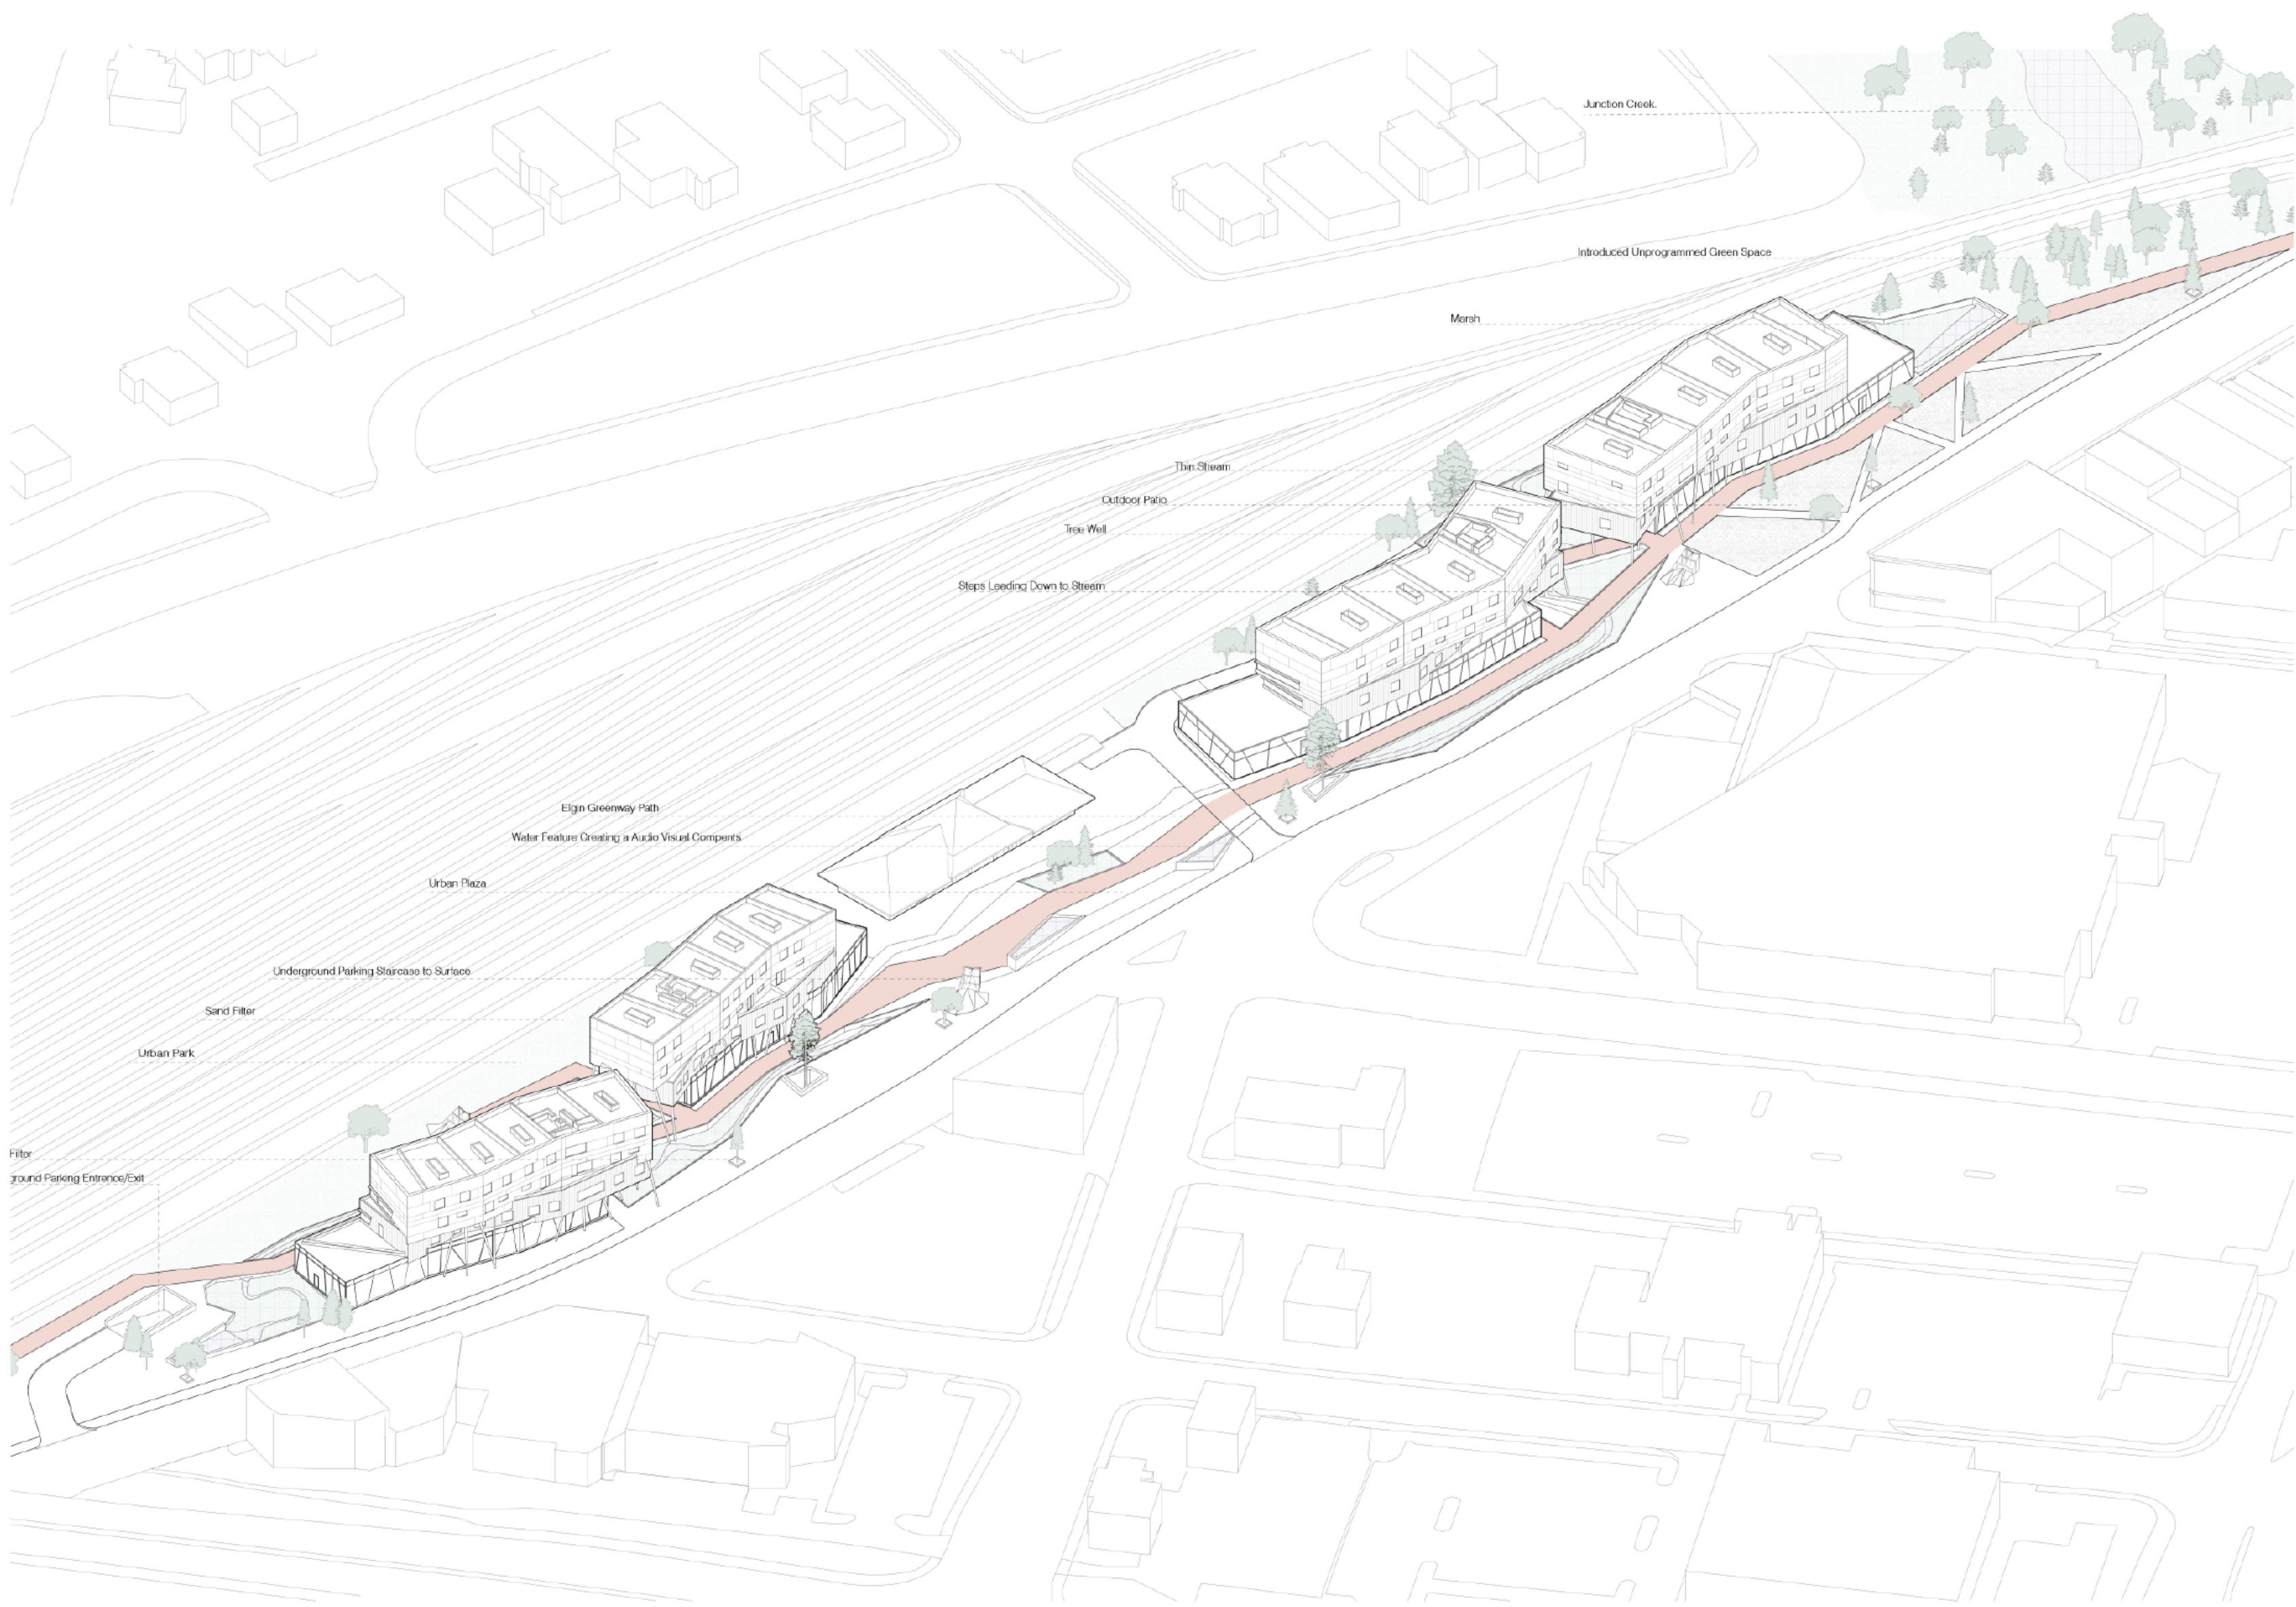 Junction Creek.
Introduced Unprogrammed Green Space
Marsh
Thin Stream
Outdoor Patio
Tree Well
Steps Leading Down to Stream
Elgin Greenway Path
Water Feature Creating a Audio Visual Compents
Urban Plaza
Underground Parking Staircase to Surface
Sand Filter
Urban Park
Filter
ground Parking Entrence/Exit